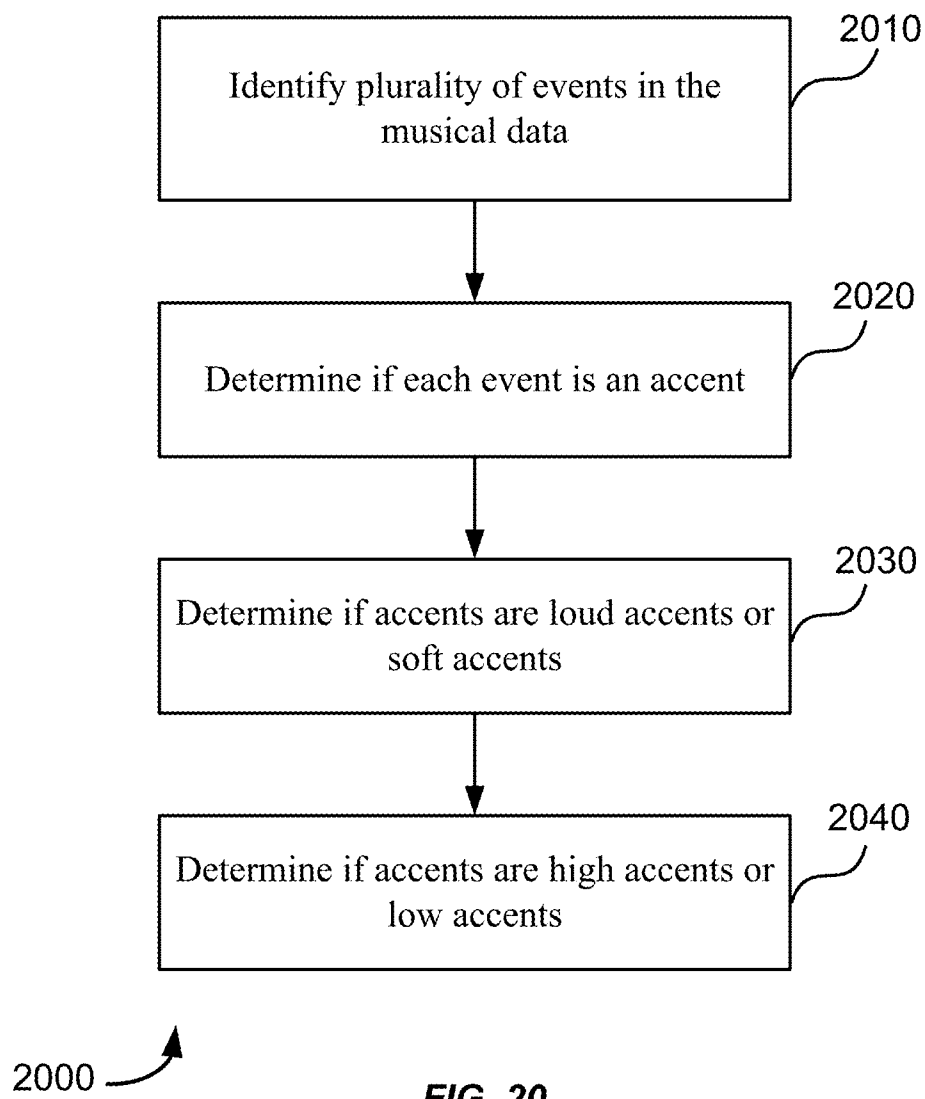 2010
Identify plurality of events in the
musical data
2020
Determine if each event is an accent
2030
Determine if accents are loud accents or
soft accents
2040
Determine if accents are high accents or
low accents
2000
FIG. 20